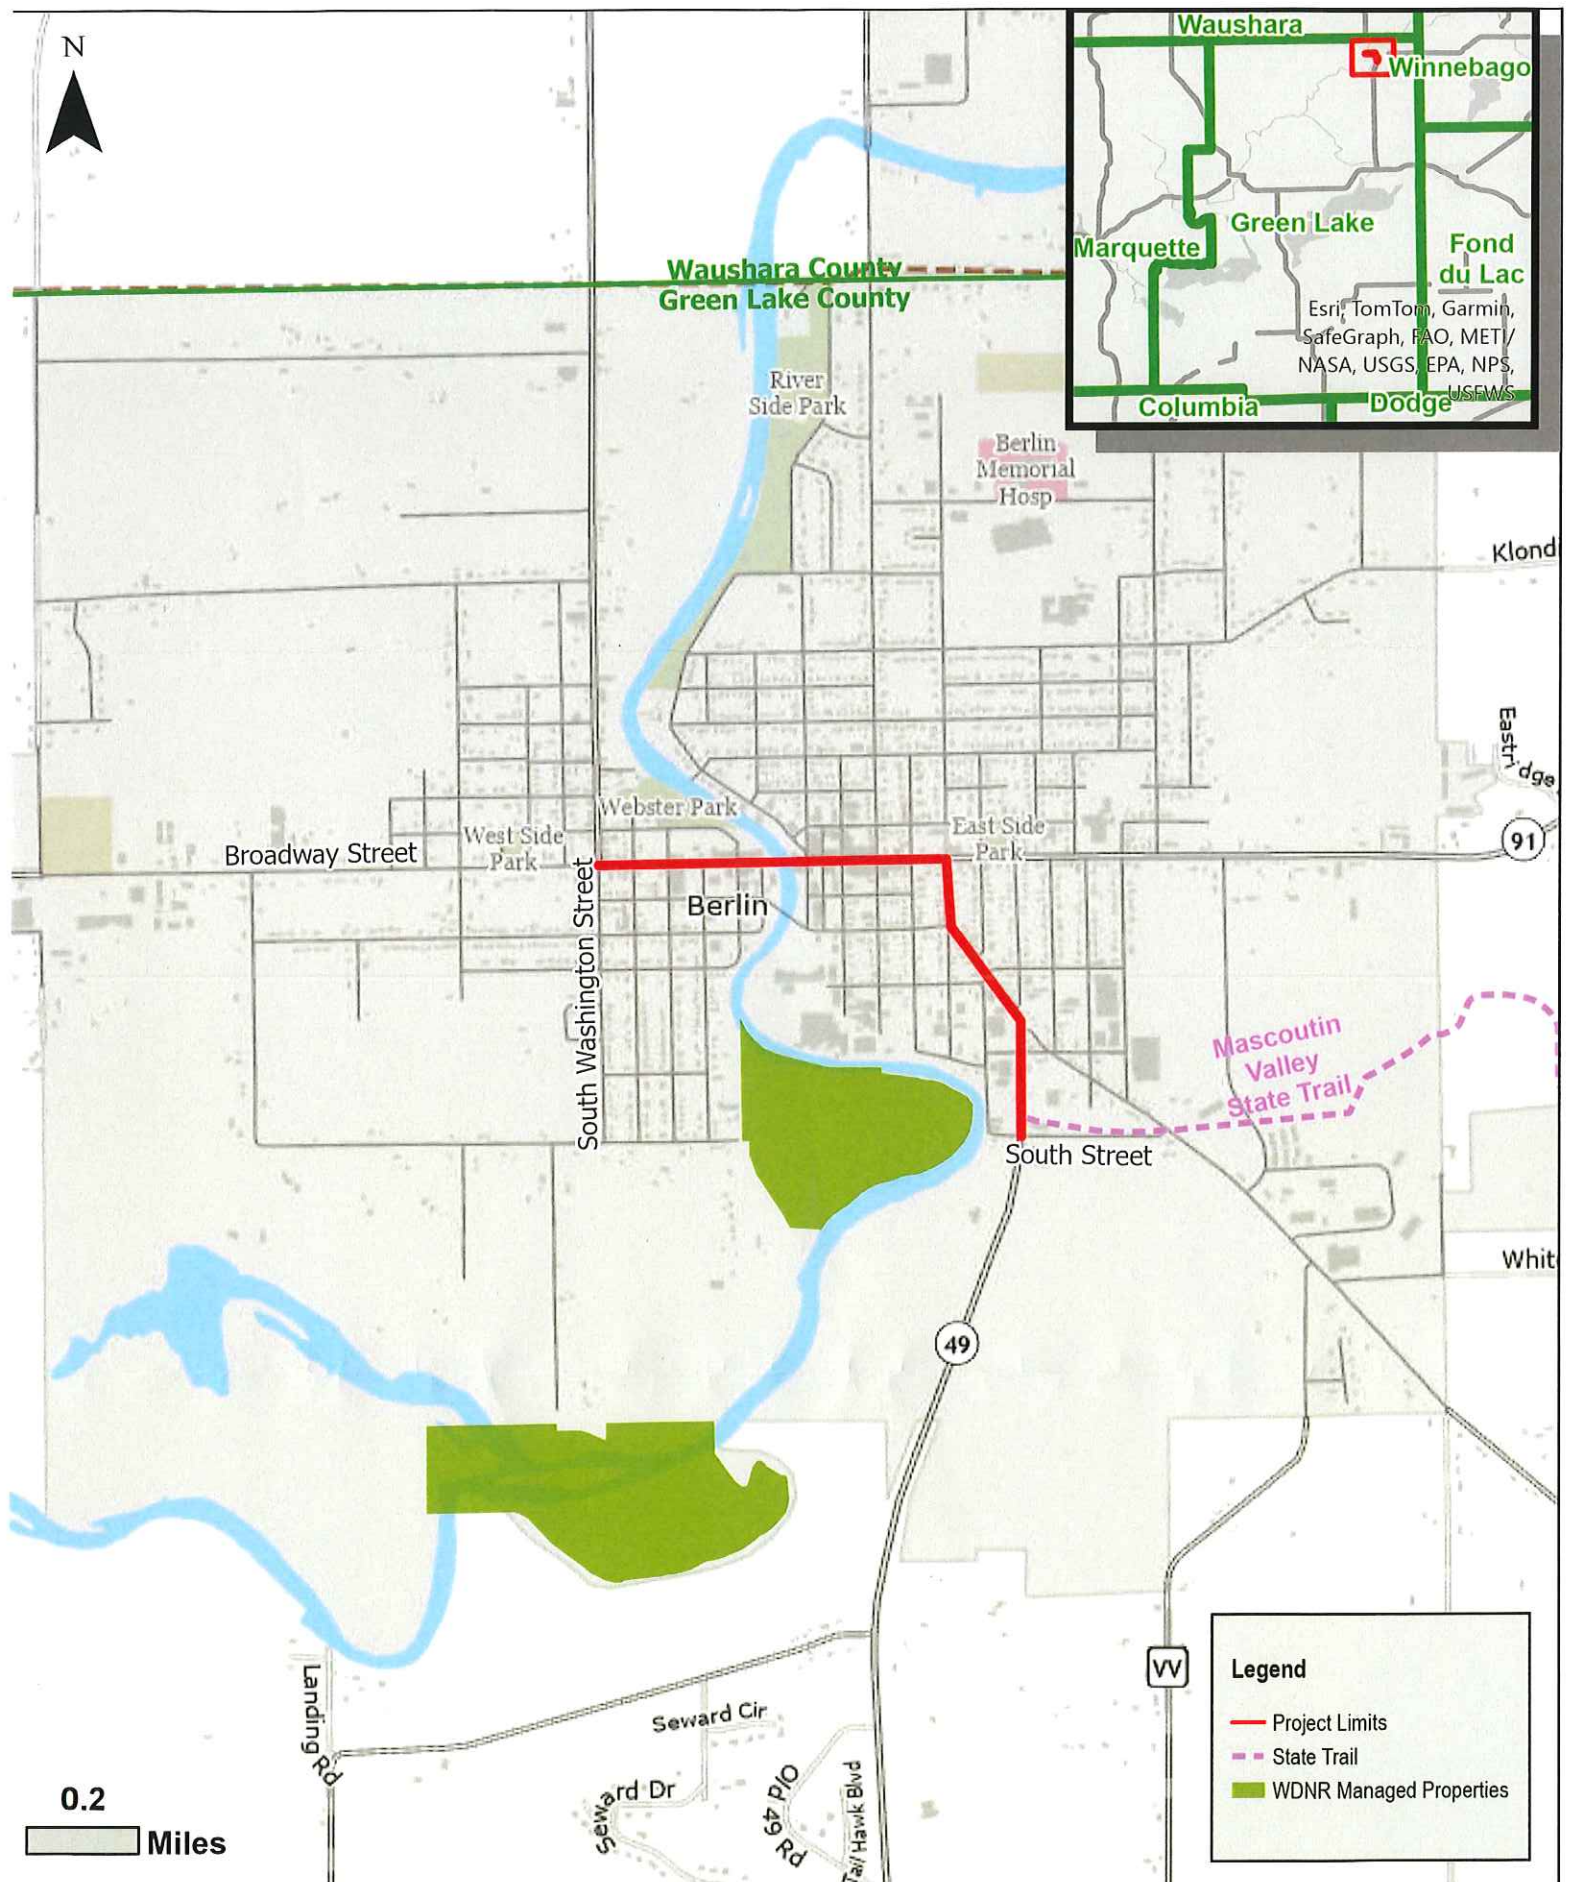 N
Waushara
Winnebago
Green Lake
Marquette
Fond
du Lac
Esri, TomTom, Garmin,
SafeGraph, FAO, METI/
NASA, USGS, EPA, NPS,
USFWS
Columbia
Dodge
Waushara County
Green Lake County
River
Side Park
Berlin
Memorial
Hosp
Klondi
Eastridge
Webster Park
West Side
Park
East Side
Park
Broadway Street
91
Berlin
South Washington Street
Mascoutin
Valley
State Trail
South Street
White
49
VV
Landing Rd
Seward Cir
Seward Dr
Old 49 Rd
Tail Hawk Blvd
0.2
Miles
Legend
Project Limits
State Trail
WDNR Managed Properties